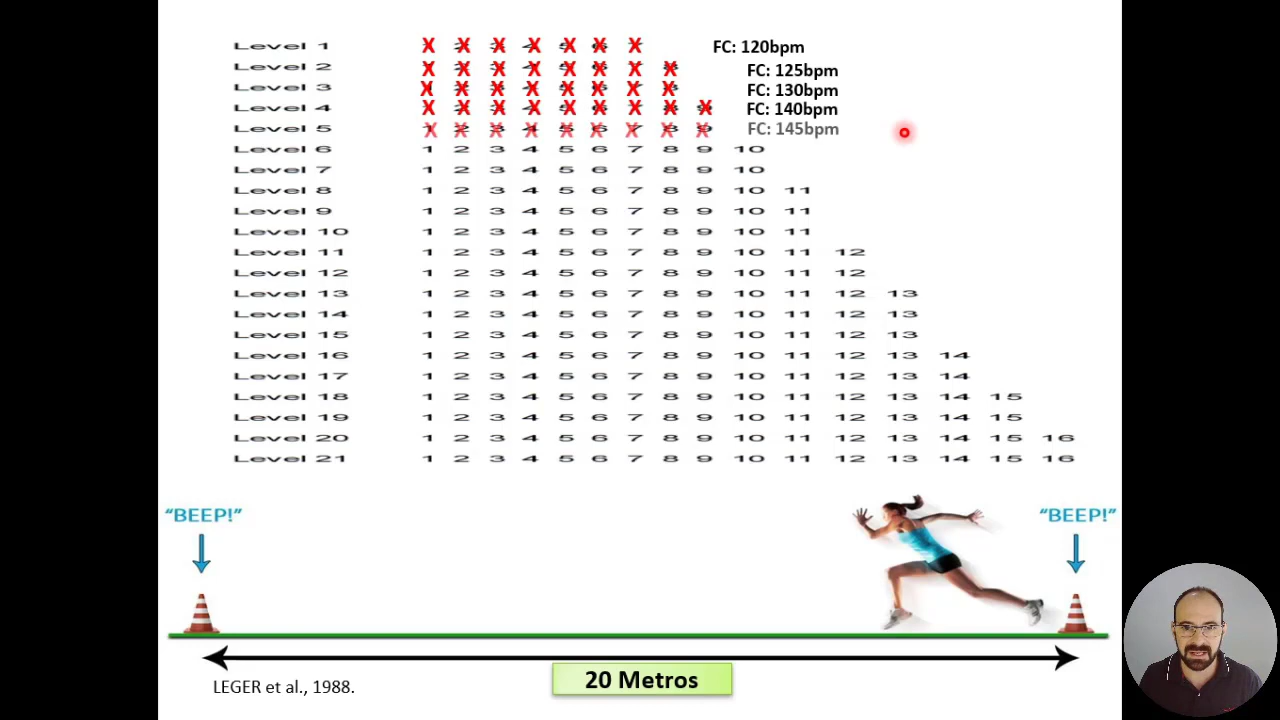 Level 1 X X X X X X X FC: 120bpm
Level 2 X X X X X X X X FC: 125bpm
Level 3 X X X X X X X X FC: 130bpm
Level 4 X X X X X X X X X FC: 140bpm
Level 5 1 2 3 4 5 6 7 8 9 FC: 145bpm
Level 6 1 2 3 4 5 6 7 8 9 10
Level 7 1 2 3 4 5 6 7 8 9 10
Level 8 1 2 3 4 5 6 7 8 9 10 11
Level 9 1 2 3 4 5 6 7 8 9 10 11
Level 10 1 2 3 4 5 6 7 8 9 10 11
Level 11 1 2 3 4 5 6 7 8 9 10 11 12
Level 12 1 2 3 4 5 6 7 8 9 10 11 12
Level 13 1 2 3 4 5 6 7 8 9 10 11 12 13
Level 14 1 2 3 4 5 6 7 8 9 10 11 12 13
Level 15 1 2 3 4 5 6 7 8 9 10 11 12 13
Level 16 1 2 3 4 5 6 7 8 9 10 11 12 13 14
Level 17 1 2 3 4 5 6 7 8 9 10 11 12 13 14
Level 18 1 2 3 4 5 6 7 8 9 10 11 12 13 14 15
Level 19 1 2 3 4 5 6 7 8 9 10 11 12 13 14 15
Level 20 1 2 3 4 5 6 7 8 9 10 11 12 13 14 15 16
Level 21 1 2 3 4 5 6 7 8 9 10 11 12 13 14 15 16
“BEEP!” “BEEP!”
20 Metros
LEGER et al., 1988.